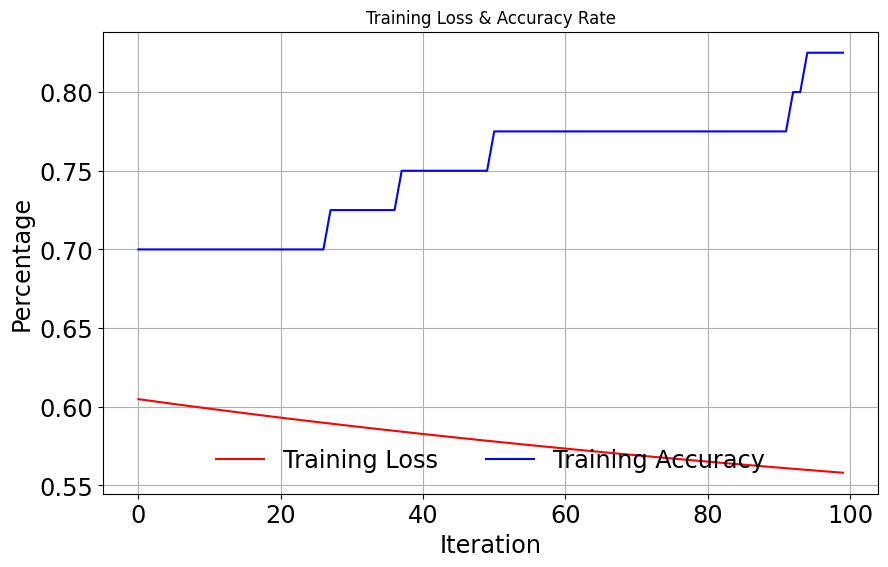 Training Loss & Accuracy Rate
Percentage
0.80
0.75
0.70
0.65
0.60
0.55
Training Loss Training Accuracy
0 20 40 60 80 100
Iteration